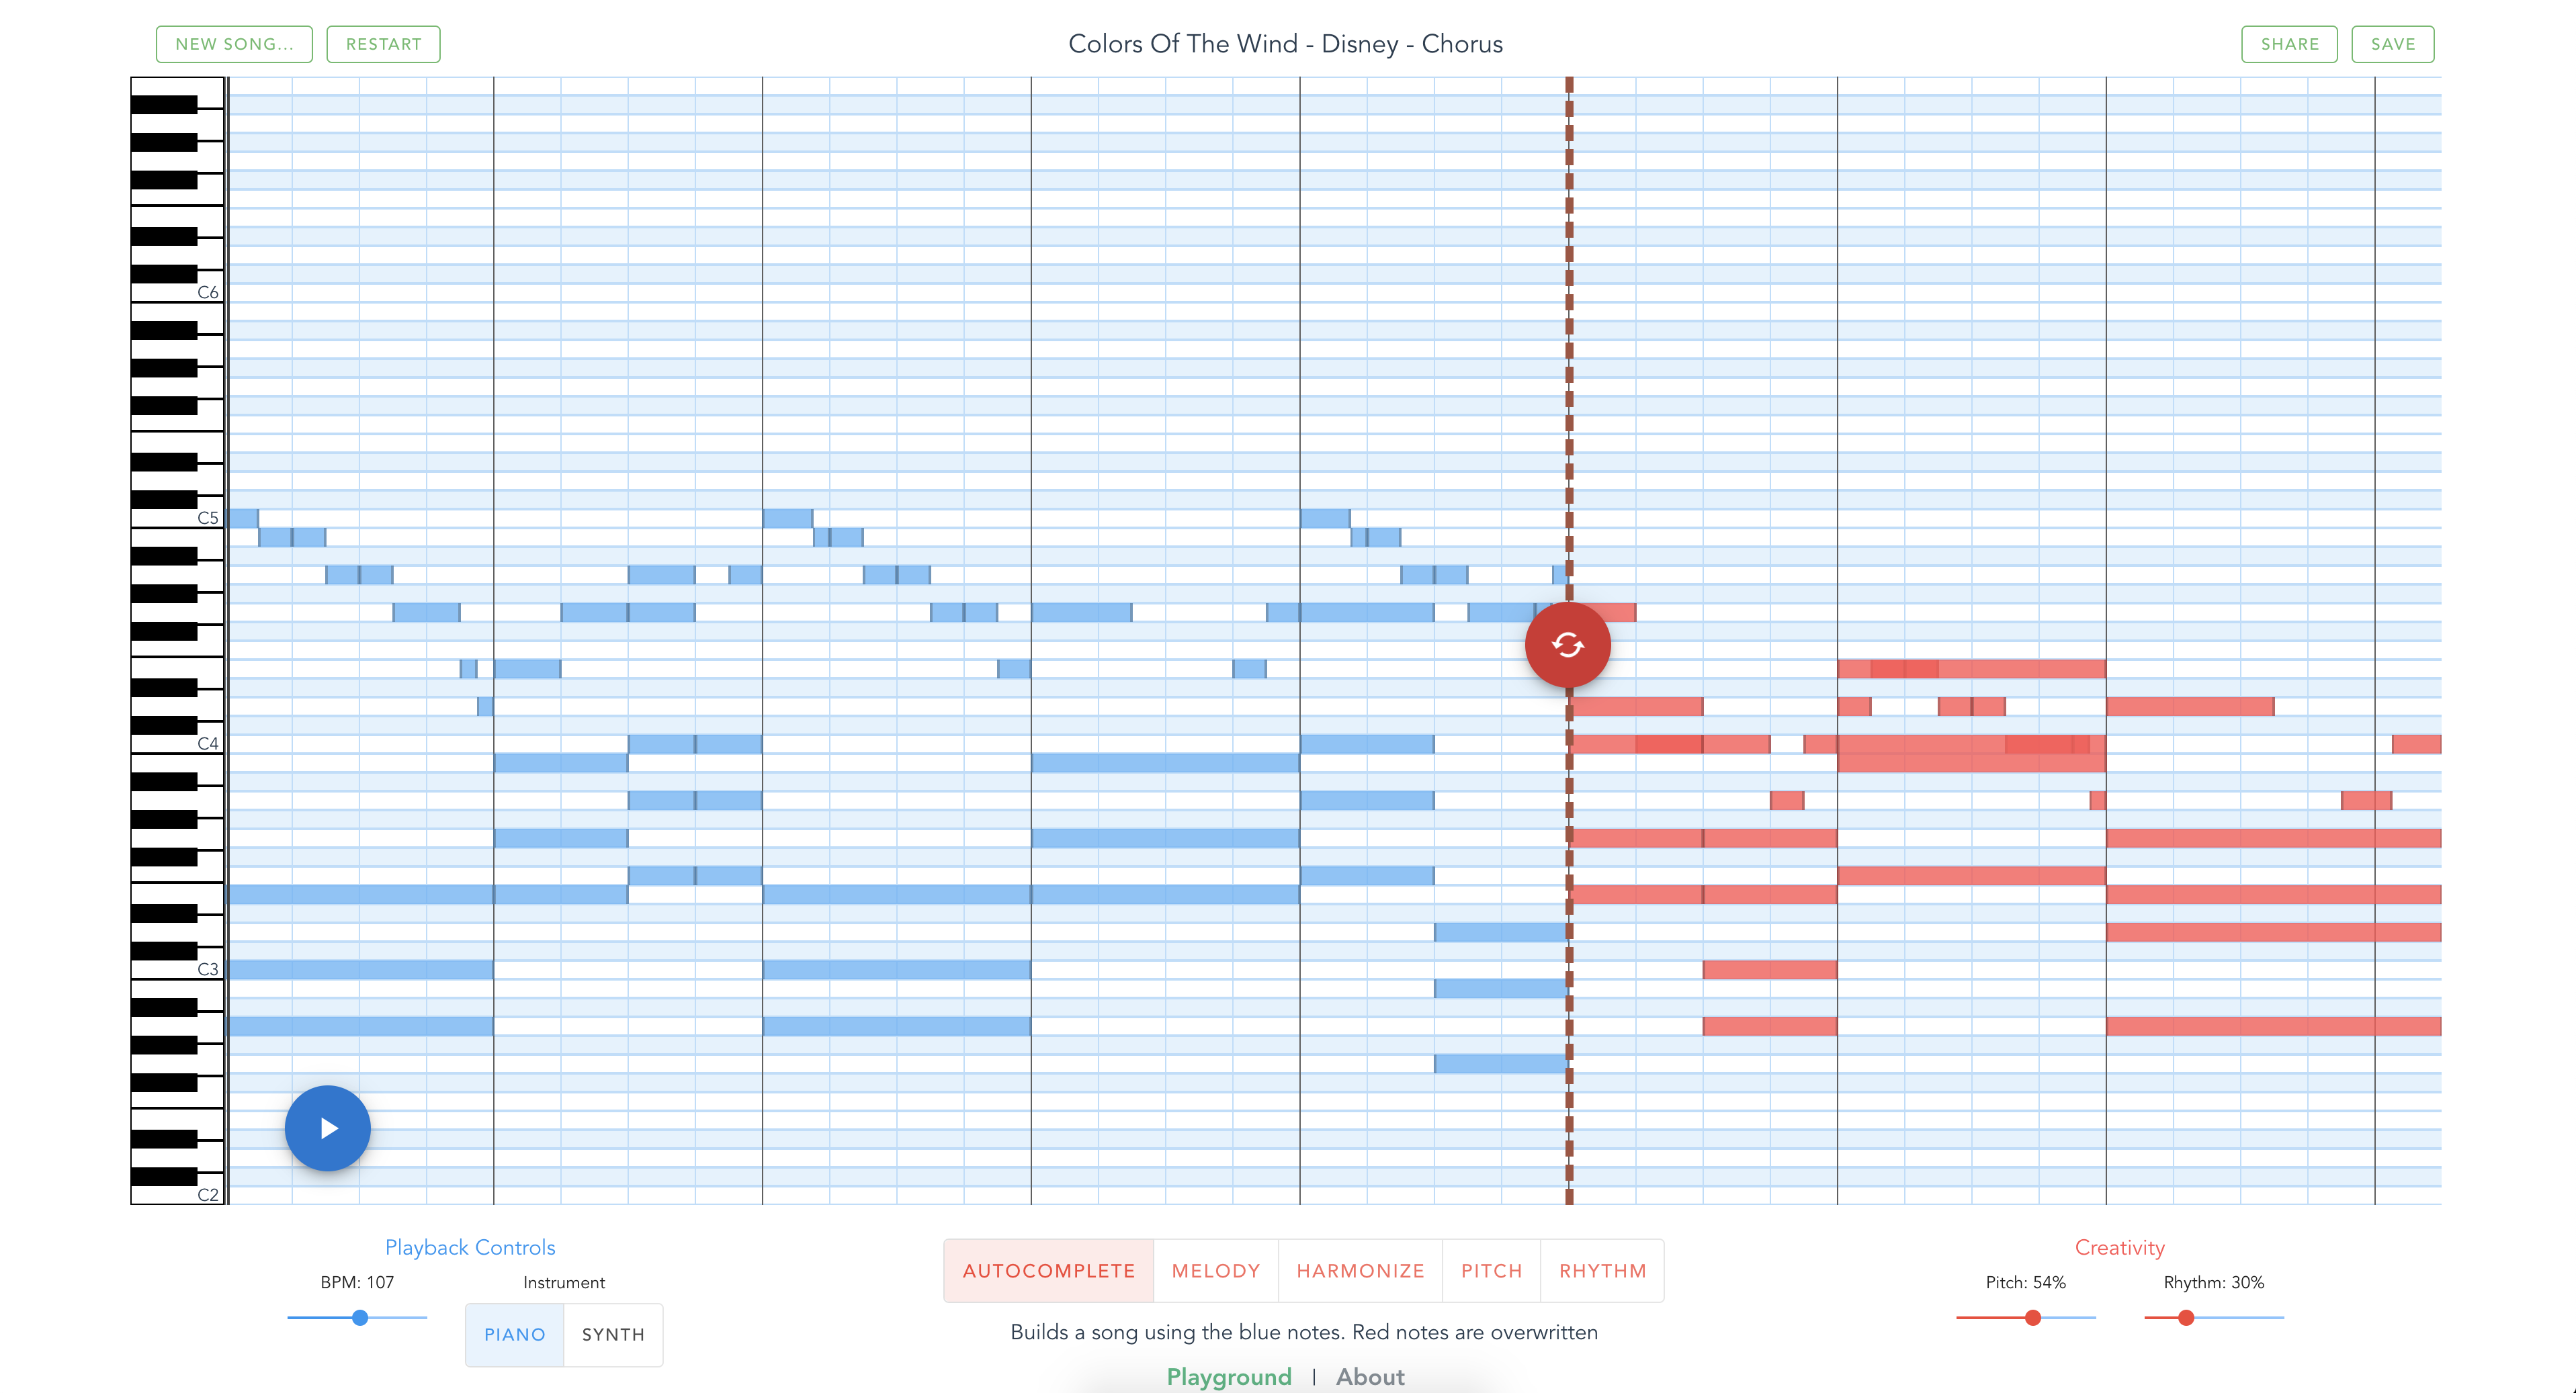 NEW SONG...
RESTART
Colors Of The Wind - Disney - Chorus
SHARE
SAVE
C6
C5
C4
C3
C2
Playback Controls
BPM: 107
Instrument
PIANO
SYNTH
AUTOCOMPLETE
MELODY
HARMONIZE
PITCH
RHYTHM
Builds a song using the blue notes. Red notes are overwritten
Playground | About
Creativity
Pitch: 54%
Rhythm: 30%